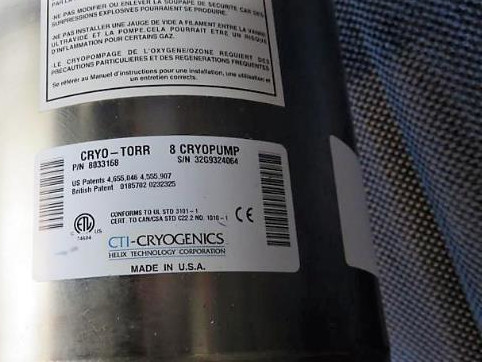 -NE PAS MODIFIER OU ENLEVER LA SOUPAPE DE SECURITE CAR DES
SURPRESSIONS EXPLOSIVES POURRAIENT SE PRODUIRE.
-NE PAS INSTALLER UNE JAUGE DE VIDE A FILAMENT ENTRE LA VANNE
ULTRAVIDE ET LA POMPE.CELA POURRAIT ETRE UN RISQUE
D'INFLAMMATION POUR CERTAINS GAZ.
-LE CRYOPOMPAGE DE L'OXYGENE/OZONE REQUIERT DES
PRECAUTIONS PARTICULIERES ET DES REGENERATIONS FREQUENTES
Se référer au Manuel d'instructions pour une installation, une utilisation et
un entretien corrects.
CRYO-TORR 8 CRYOPUMP
P/N 8033168 S/N 32G9324064
US Patents 4,655,046 4,555,907
British Patent 0185702 0232325
CONFORMS TO UL STD 3101-1
CERT. TO CAN/CSA STD C22.2 NO. 1010-1
ETL
US
CE
CTI-CRYOGENICS
HELIX TECHNOLOGY CORPORATION
MADE IN U.S.A.